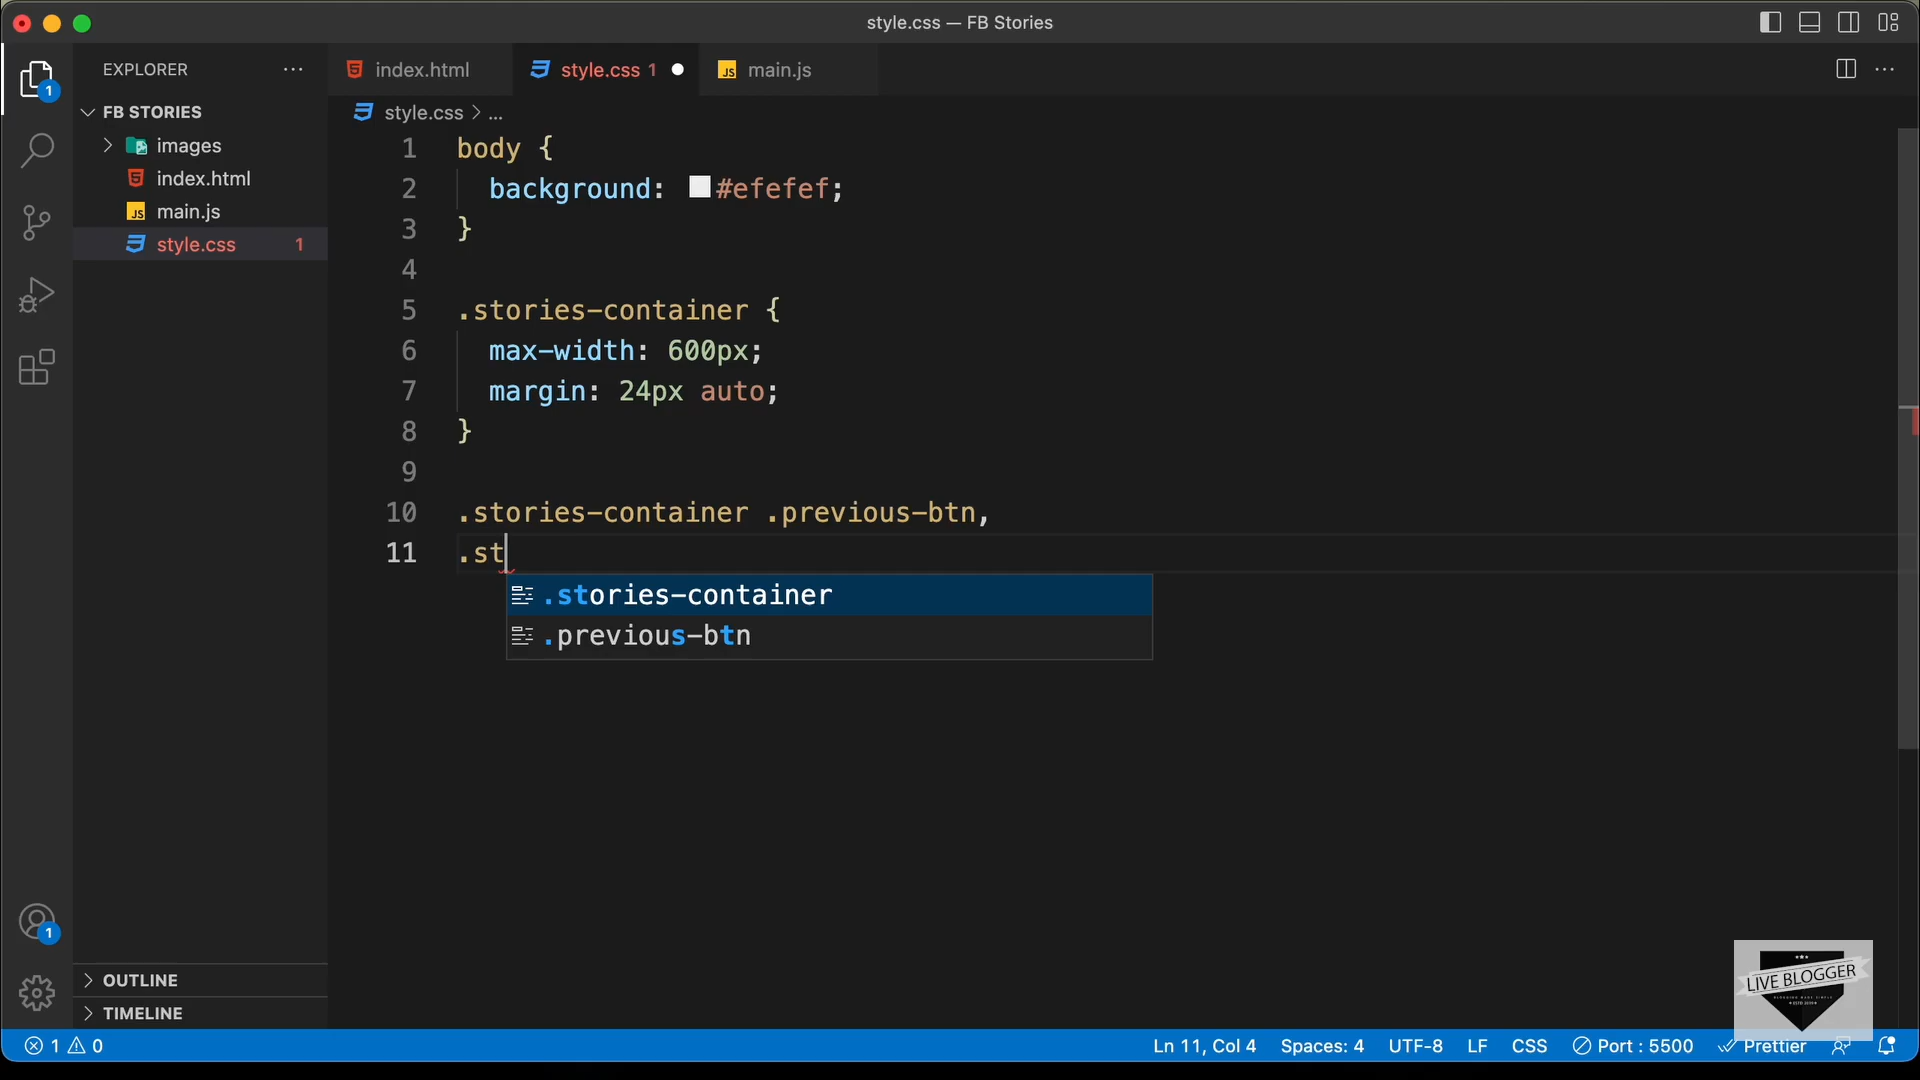 style.css — FB Stories
EXPLORER
index.html
style.css 1
main.js
1
FB STORIES
style.css > ...
images
index.html
main.js
style.css 1
1 body {
2 background: #efefef;
3 }
4
5 .stories-container {
6 max-width: 600px;
7 margin: 24px auto;
8 }
9
10 .stories-container .previous-btn,
11 .st
.stories-container
.previous-btn
1
OUTLINE
TIMELINE
LIVE BLOGGER
1 0
Ln 11, Col 4 Spaces: 4 UTF-8 LF CSS Port : 5500 Prettier